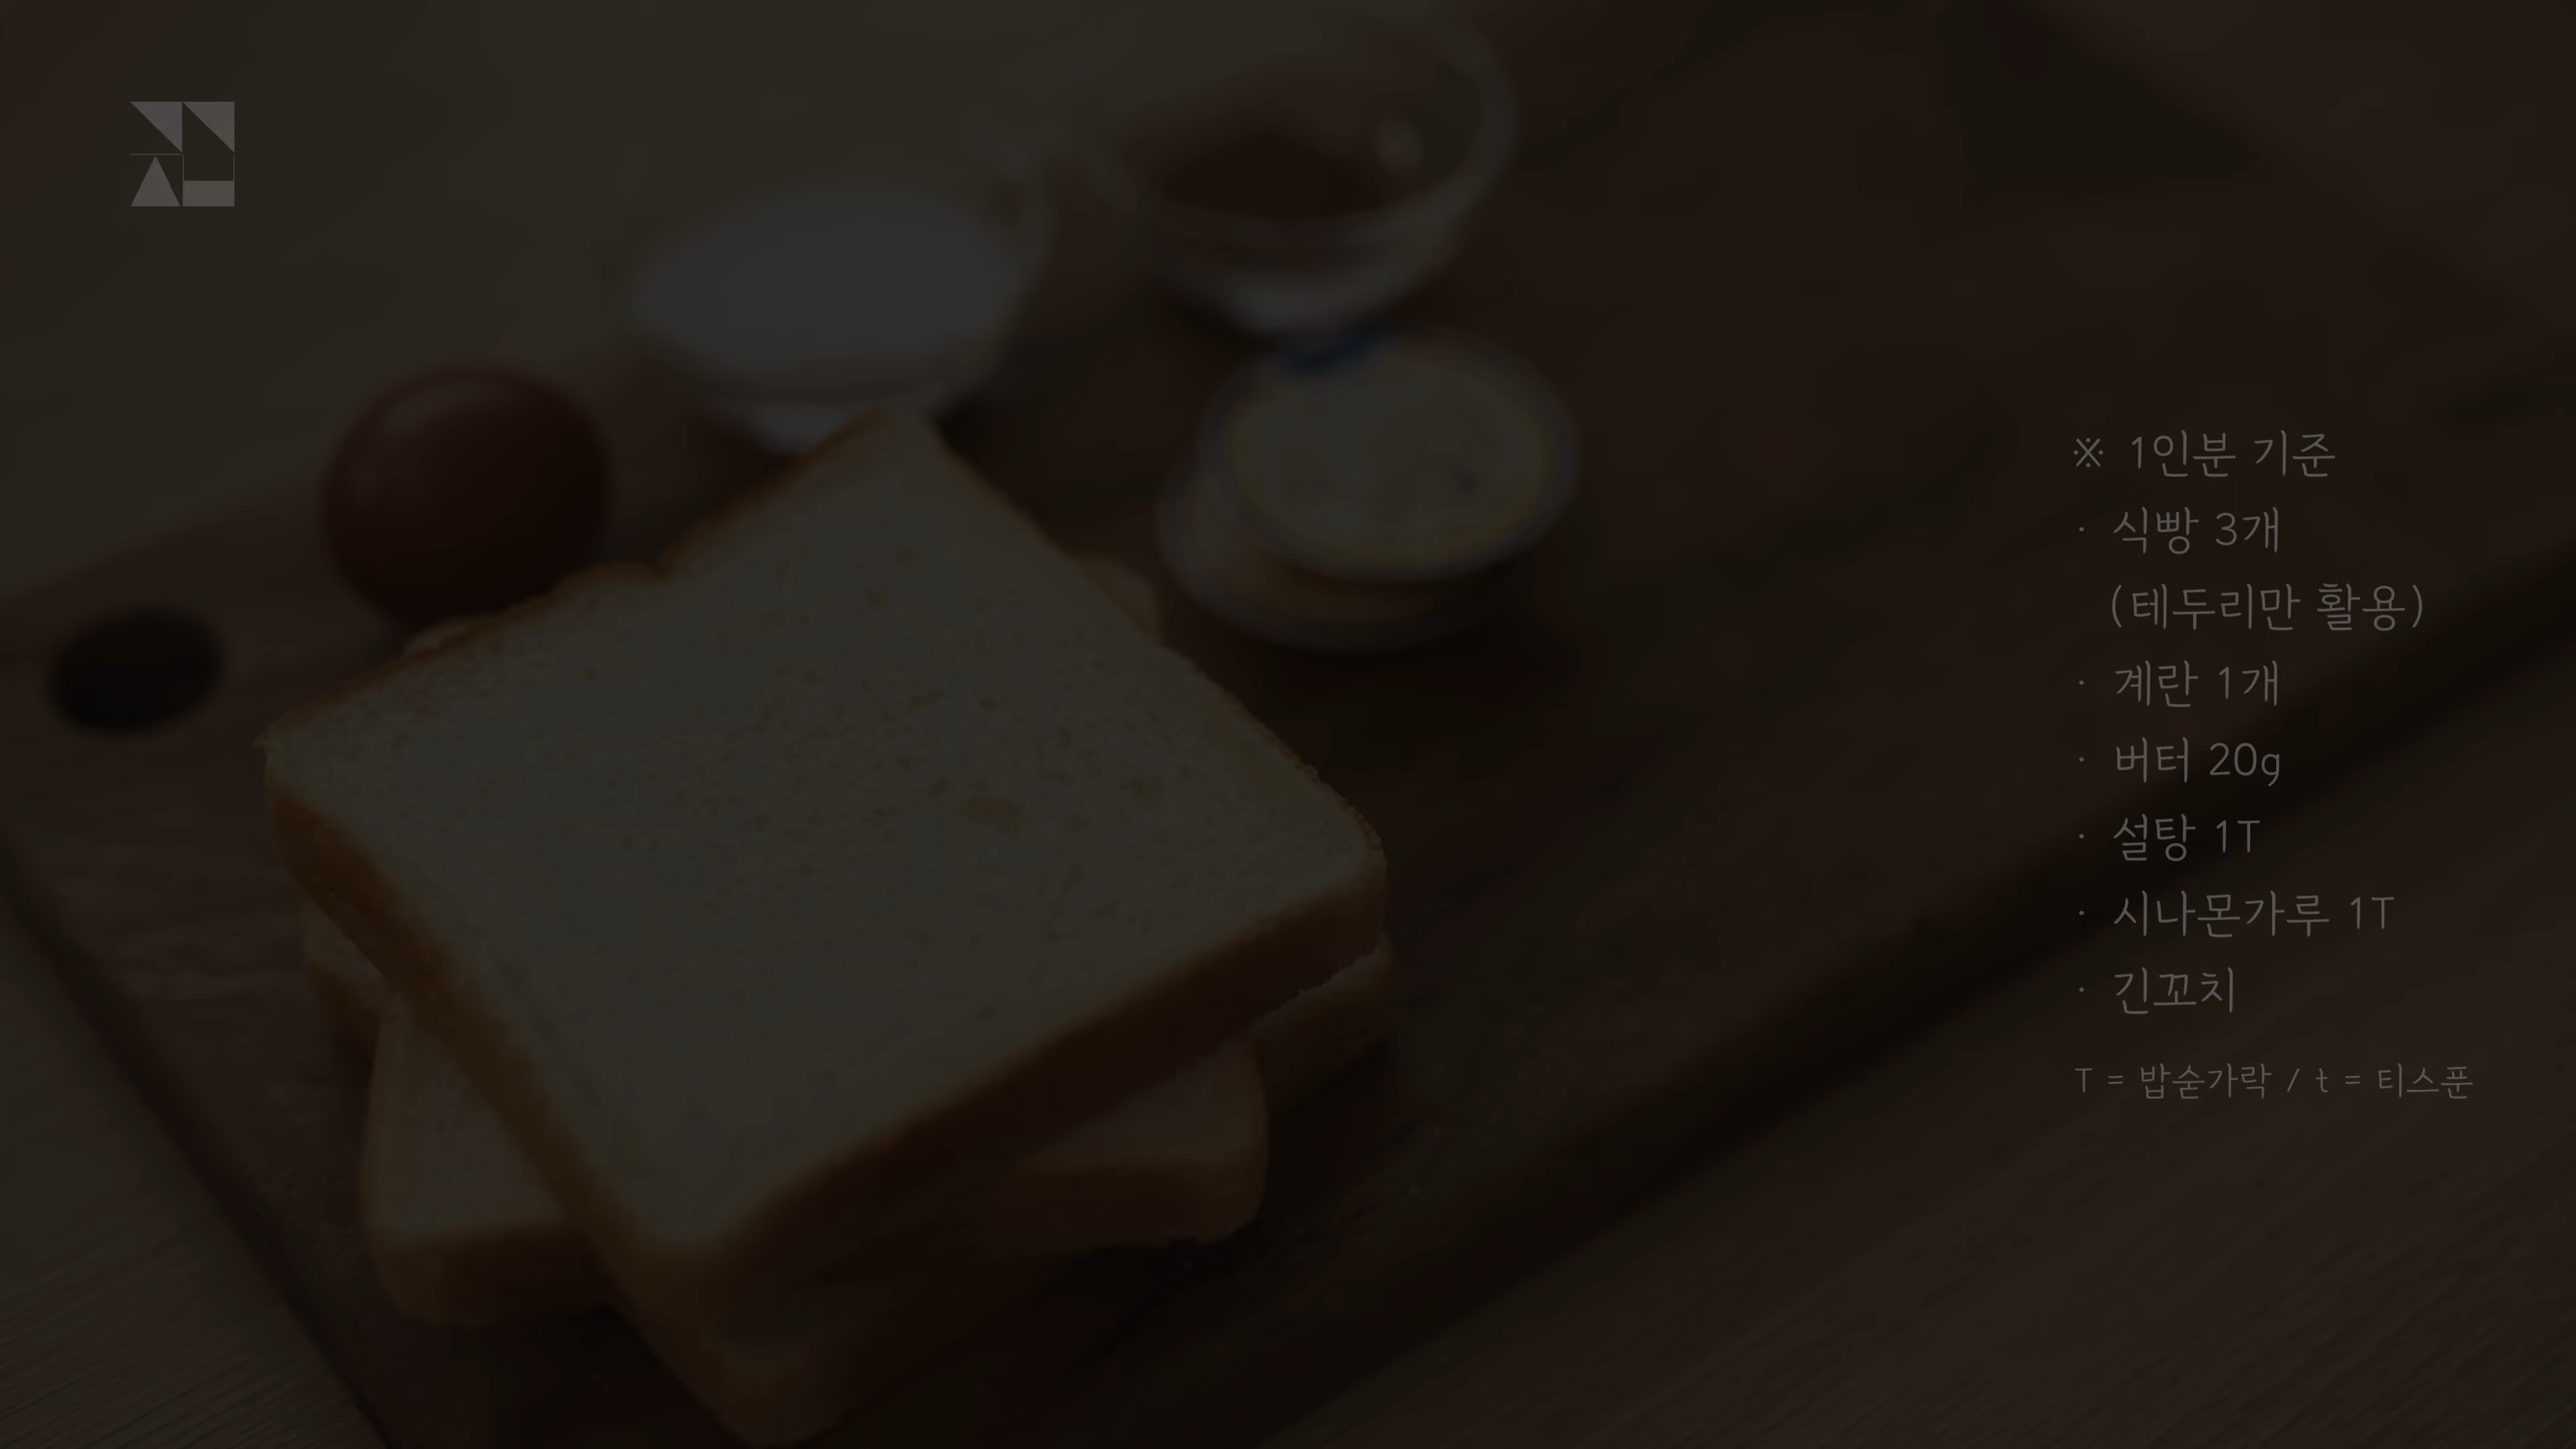 ※ 1인분 기준
· 식빵 3개
(테두리만 활용)
· 계란 1개
· 버터 20g
· 설탕 1T
· 시나몬가루 1T
· 긴꼬치
T = 밥숟가락 / t = 티스푼